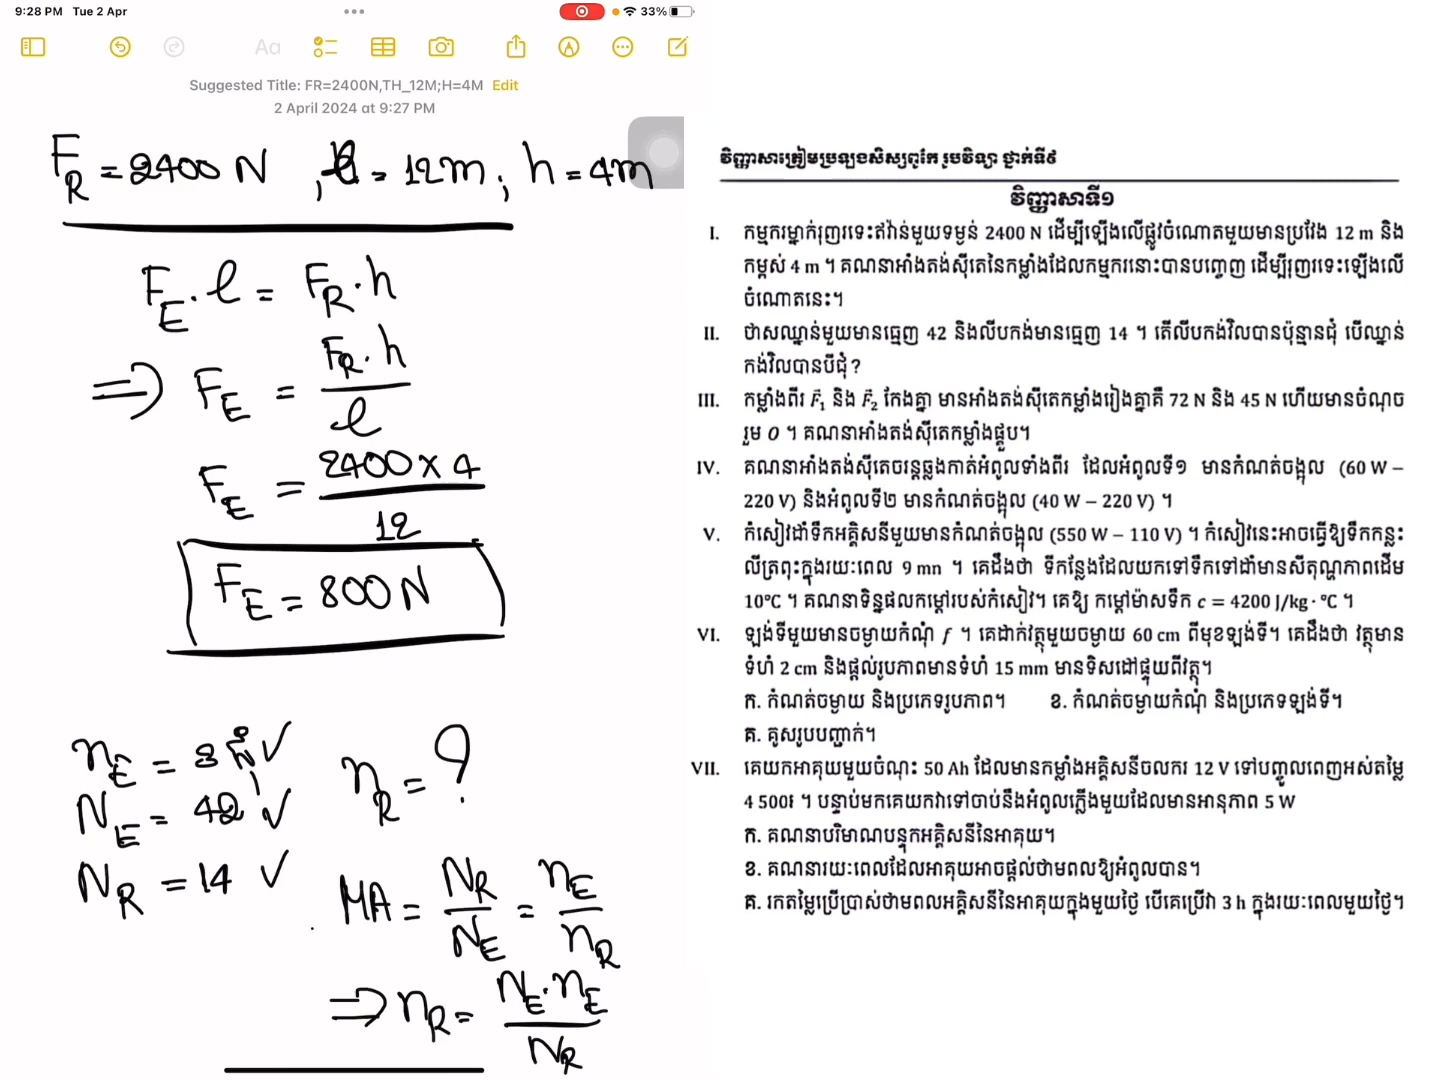 9:28 PM Tue 2 Apr
33%
Aa
Suggested Title: FR=2400N,TH_12M;H=4M Edit
2 April 2024 at 9:27 PM
F_R = 2400 N , ℓ = 12m ; h = 4m
F_E . ℓ = F_R . h
⇒ F_E = F_R . h / ℓ
F_E = 2400 x 4 / 12
F_E = 800 N
n_E = 3 ជុំ ✓
n_R = ?
N_E = 42 ✓
N_R = 14 ✓
MA = N_R / N_E = n_E / n_R
⇒ n_R = N_E . n_E / N_R
វិញ្ញាសាត្រៀមប្រឡងសិស្សពូកែ រូបវិទ្យា ថ្នាក់ទី៩
វិញ្ញាសាទី១
I. កម្មករម្នាក់រុញរទេះឥវ៉ាន់មួយទម្ងន់ 2400 N ដើម្បីឡើងលើផ្លូវចំណោតមួយមានប្រវែង 12 m និង
កម្ពស់ 4 m ។ គណនាអាំងតង់ស៊ីតេនៃកម្លាំងដែលកម្មករនោះបានបញ្ចេញ ដើម្បីរុញរទេះឡើងលើ
ចំណោតនេះ។
II. ថាសឈ្នាន់មួយមានធ្មេញ 42 និងលីបកង់មានធ្មេញ 14 ។ តើលីបកង់វិលបានប៉ុន្មានជុំ បើឈ្នាន់
កង់វិលបានបីជុំ?
III. កម្លាំងពីរ F⃗₁ និង F⃗₂ កែងគ្នា មានអាំងតង់ស៊ីតេកម្លាំងរៀងគ្នាគឺ 72 N និង 45 N ហើយមានចំណុច
រួម O ។ គណនាអាំងតង់ស៊ីតេកម្លាំងផ្គួប។
IV. គណនាអាំងតង់ស៊ីតេចរន្តឆ្លងកាត់អំពូលទាំងពីរ ដែលអំពូលទី១ មានកំណត់ចង្អុល (60 W –
220 V) និងអំពូលទី២ មានកំណត់ចង្អុល (40 W – 220 V) ។
V. កំសៀវដាំទឹកអគ្គិសនីមួយមានកំណត់ចង្អុល (550 W – 110 V) ។ កំសៀវនេះអាចធ្វើឱ្យទឹកកន្លះ
លីត្រពុះក្នុងរយៈពេល 9 mn ។ គេដឹងថា ទឹកន្លែងដែលយកទៅទឹកទៅដាំមានសីតុណ្ហភាពដើម
10°C ។ គណនាទិន្នផលកម្តៅរបស់កំសៀវ។ គេឱ្យ កម្តៅម៉ាសទឹក c = 4200 J/kg · °C ។
VI. ឡង់ទីមួយមានចម្ងាយកំណុំ f ។ គេដាក់វត្ថុមួយចម្ងាយ 60 cm ពីមុខឡង់ទី។ គេដឹងថា វត្ថុមាន
ទំហំ 2 cm និងផ្តល់រូបភាពមានទំហំ 15 mm មានទិសដៅផ្ទុយពីវត្ថុ។
ក. កំណត់ចម្ងាយ និងប្រភេទរូបភាព។ ខ. កំណត់ចម្ងាយកំណុំ និងប្រភេទឡង់ទី។
គ. គូសរូបបញ្ជាក់។
VII. គេយកអាគុយមួយចំណុះ 50 Ah ដែលមានកម្លាំងអគ្គិសនីចលករ 12 V ទៅបញ្ចូលពេញអស់តម្លៃ
4 500៛ ។ បន្ទាប់មកគេយកវាទៅចាប់នឹងអំពូលភ្លើងមួយដែលមានអានុភាព 5 W
ក. គណនាបរិមាណបន្ទុកអគ្គិសនីនៃអាគុយ។
ខ. គណនារយៈពេលដែលអាគុយអាចផ្តល់ថាមពលឱ្យអំពូលបាន។
គ. រកតម្លៃប្រើប្រាស់ថាមពលអគ្គិសនីនៃអាគុយក្នុងមួយថ្ងៃ បើគេប្រើវា 3 h ក្នុងរយៈពេលមួយថ្ងៃ។